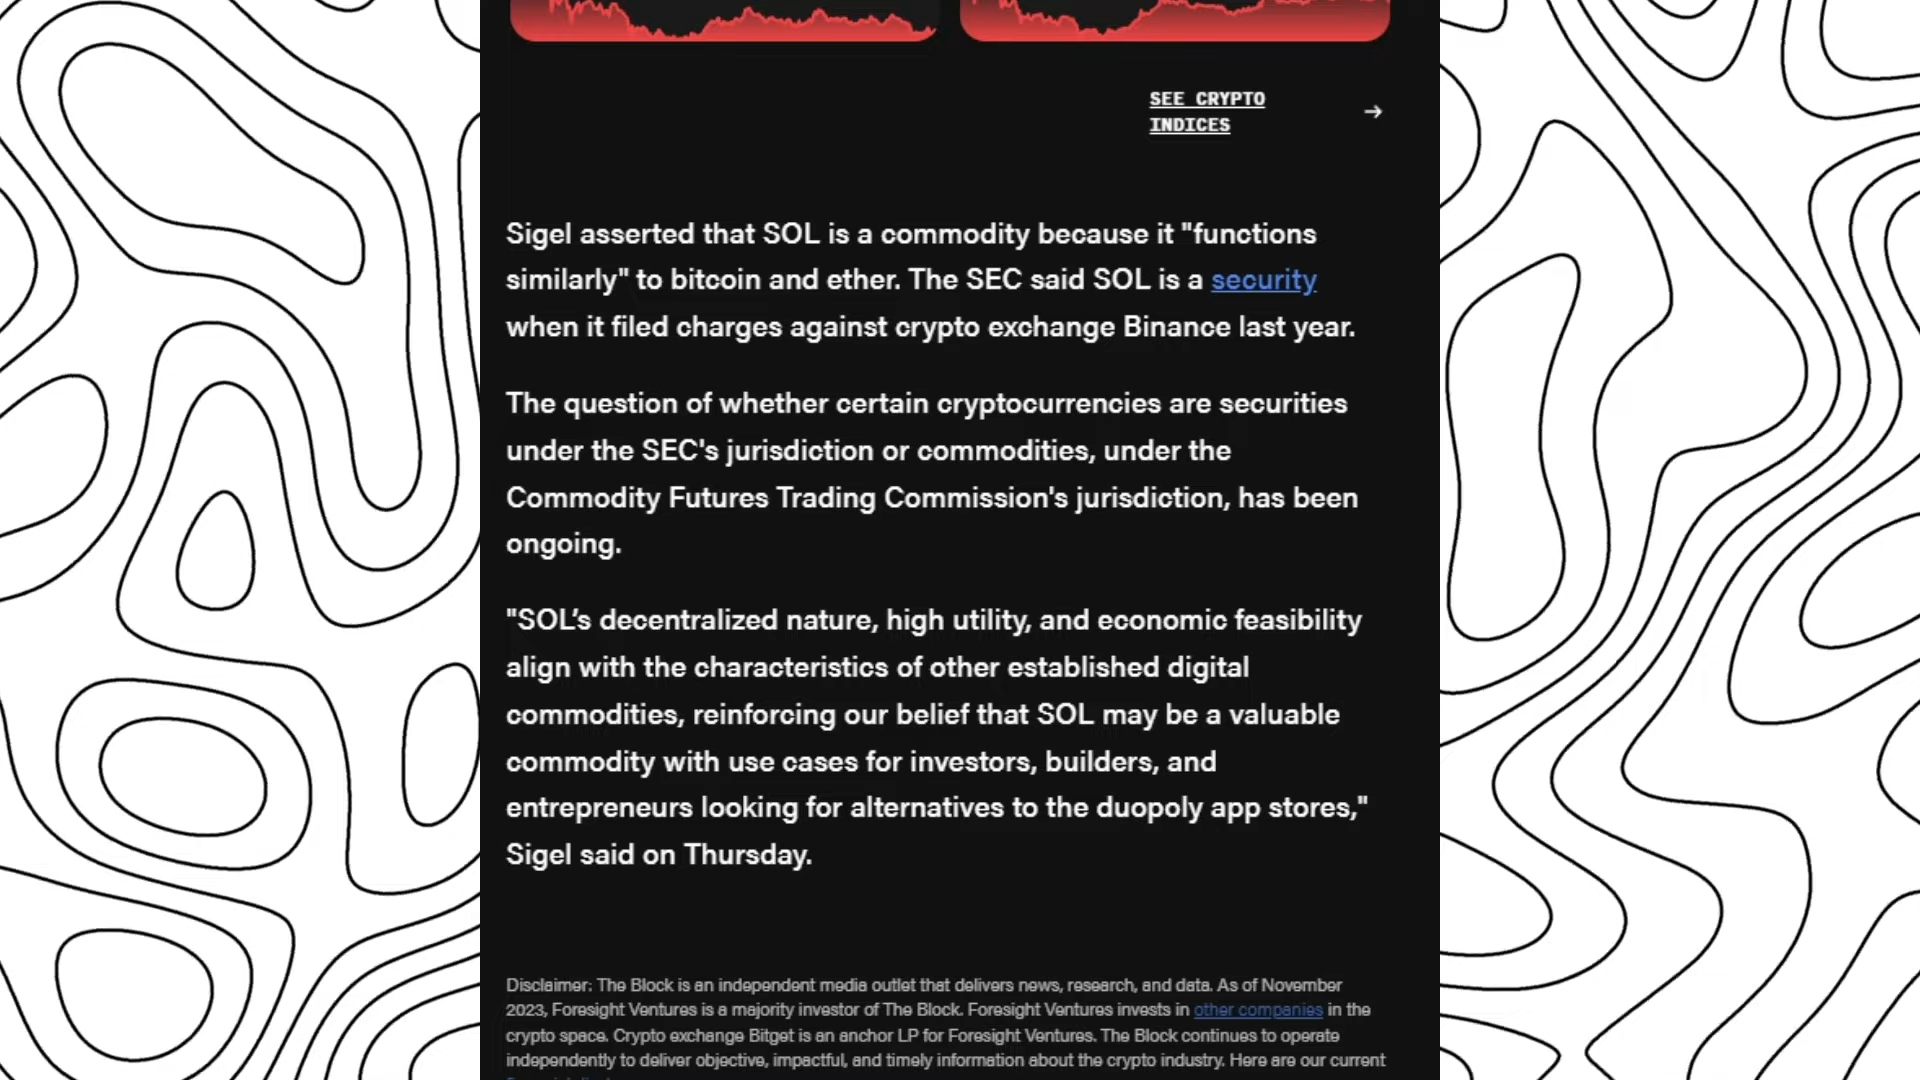 SEE CRYPTO
INDICES
Sigel asserted that SOL is a commodity because it "functions
similarly" to bitcoin and ether. The SEC said SOL is a security
when it filed charges against crypto exchange Binance last year.
The question of whether certain cryptocurrencies are securities
under the SEC's jurisdiction or commodities, under the
Commodity Futures Trading Commission's jurisdiction, has been
ongoing.
"SOL’s decentralized nature, high utility, and economic feasibility
align with the characteristics of other established digital
commodities, reinforcing our belief that SOL may be a valuable
commodity with use cases for investors, builders, and
entrepreneurs looking for alternatives to the duopoly app stores,"
Sigel said on Thursday.
Disclaimer: The Block is an independent media outlet that delivers news, research, and data. As of November
2023, Foresight Ventures is a majority investor of The Block. Foresight Ventures invests in other companies in the
crypto space. Crypto exchange Bitget is an anchor LP for Foresight Ventures. The Block continues to operate
independently to deliver objective, impactful, and timely information about the crypto industry. Here are our current